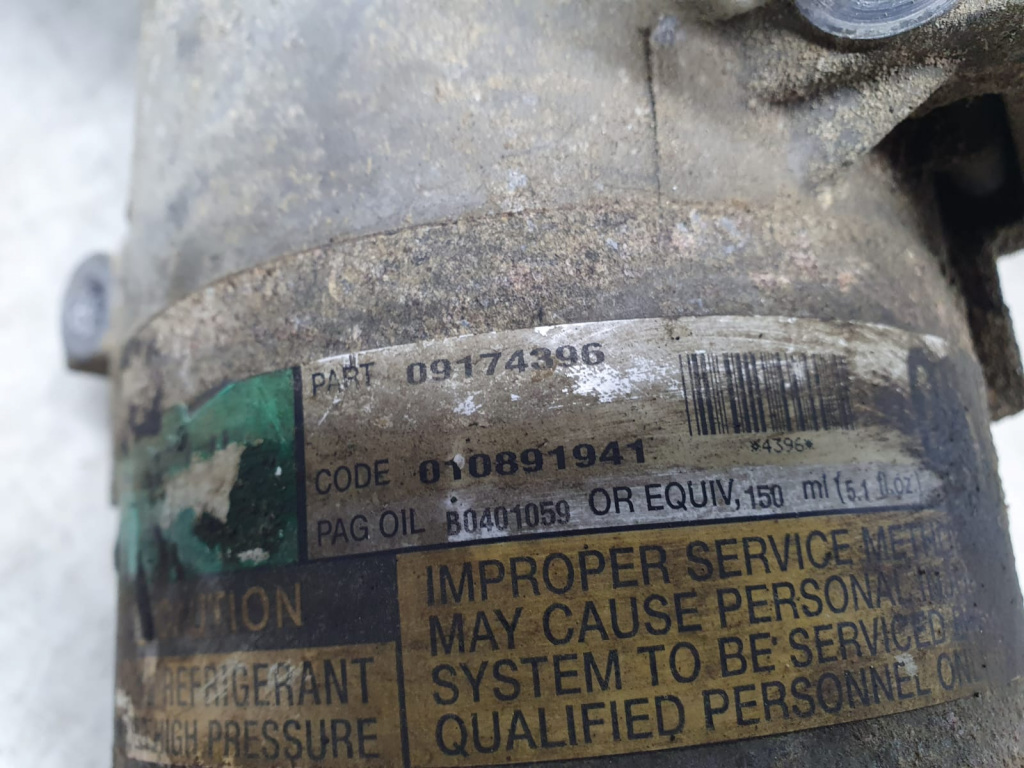 PART 09174396
*4396*
CODE 010891941
PAG OIL B0401059 OR EQUIV, 150 ml (5.1 fl.oz)
CAUTION
REFRIGERANT
HIGH PRESSURE
IMPROPER SERVICE
MAY CAUSE PERSONAL
SYSTEM TO BE SERVICED
QUALIFIED PERSONNEL